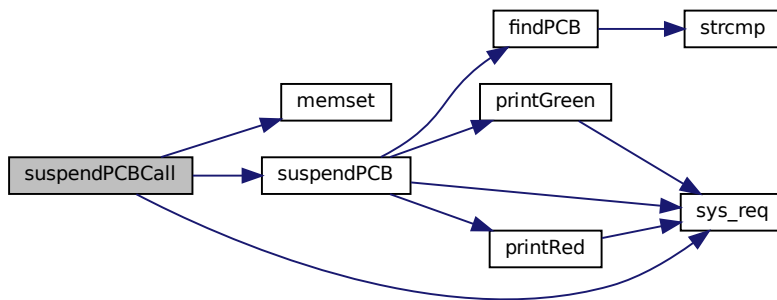 findPCB
strcmp
memset
printGreen
suspendPCBCall
suspendPCB
sys_req
printRed